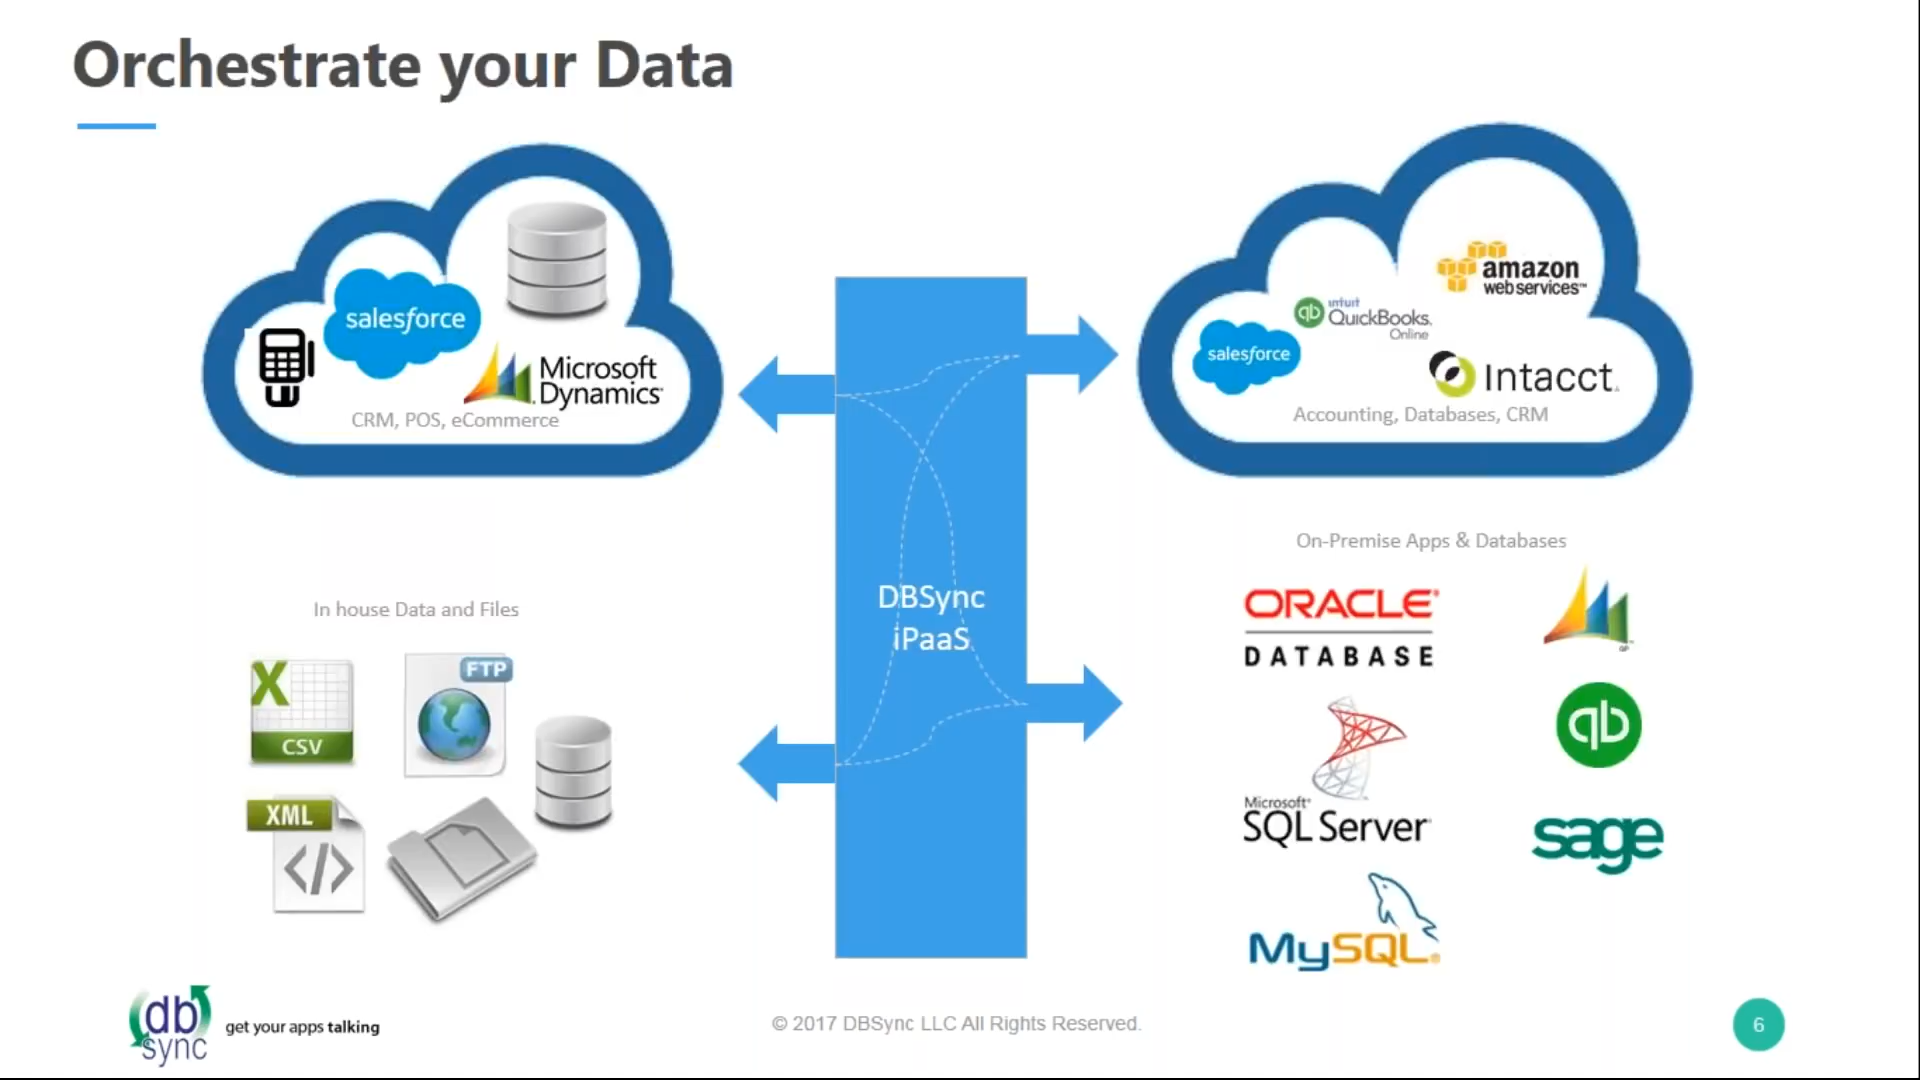 Orchestrate your Data
salesforce
Microsoft
Dynamics
CRM, POS, eCommerce
amazon
web services™
intuit
QuickBooks.
Online
salesforce
Intacct.
Accounting, Databases, CRM
In house Data and Files
X
CSV
FTP
XML
</>
DBSync
iPaaS
On-Premise Apps & Databases
ORACLE®
DATABASE
qb
Microsoft®
SQL Server
sage
MySQL®
db
sync
get your apps talking
© 2017 DBSync LLC All Rights Reserved.
6